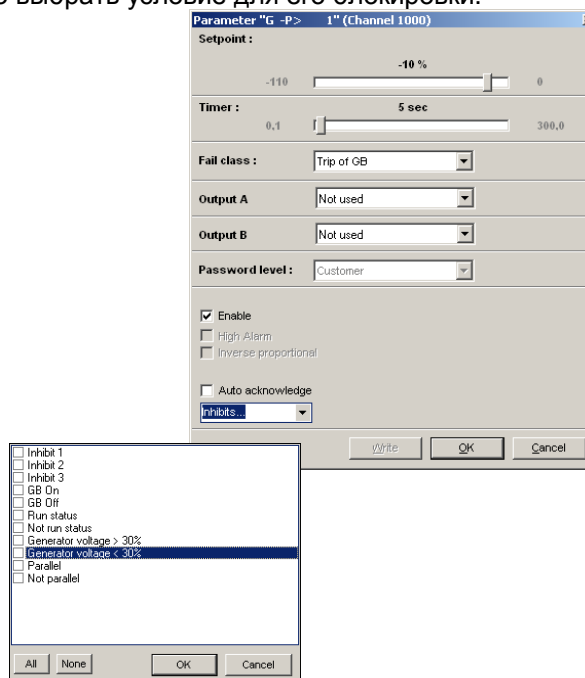 выбрать условие для его блокировки.
Parameter "G -P> 1" (Channel 1000)
Setpoint :
-10 %
-110
0
Timer :
5 sec
0,1
300,0
Fail class :
Trip of GB
Output A
Not used
Output B
Not used
Password level :
Customer
Enable
High Alarm
Inverse proportional
Auto acknowledge
Inhibits...
Write
OK
Cancel
Inhibit 1
Inhibit 2
Inhibit 3
GB On
GB Off
Run status
Not run status
Generator voltage > 30%
Generator voltage < 30%
Parallel
Not parallel
All
None
OK
Cancel